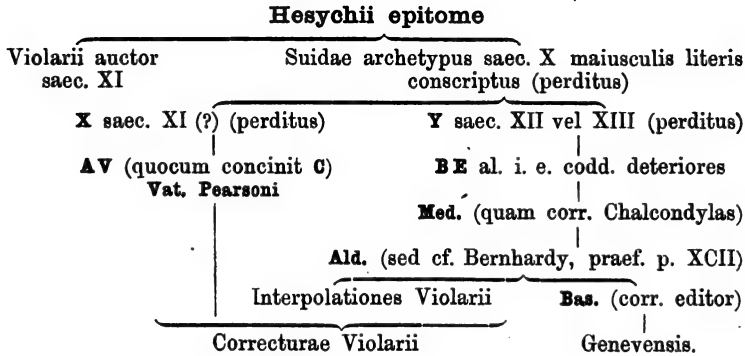 Hesychii epitome
Violarii auctor Suidae archetypus saec. X maiusculis literis
saec. XI conscriptus (perditus)
X saec. XI (?) (perditus) Y saec. XII vel XIII (perditus)
AV (quocum concinit C) BE al. i. e. codd. deteriores
Vat. Pearsoni
Med. (quam corr. Chalcondylas)
Ald. (sed cf. Bernhardy, praef. p. XCII)
Interpolationes Violarii Bas. (corr. editor)
Correcturae Violarii Genevensis.